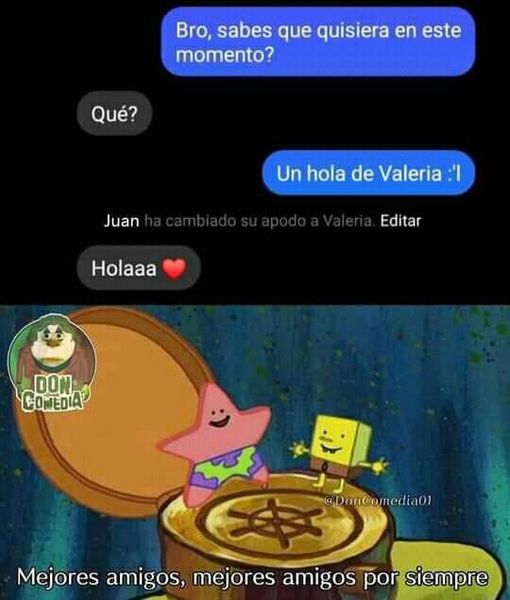 Bro, sabes que quisiera en este
momento?
Qué?
Un hola de Valeria :'l
Juan ha cambiado su apodo a Valeria. Editar
Holaaa ❤️
DON
COMEDIA
@DonComedia01
Mejores amigos, mejores amigos por siempre